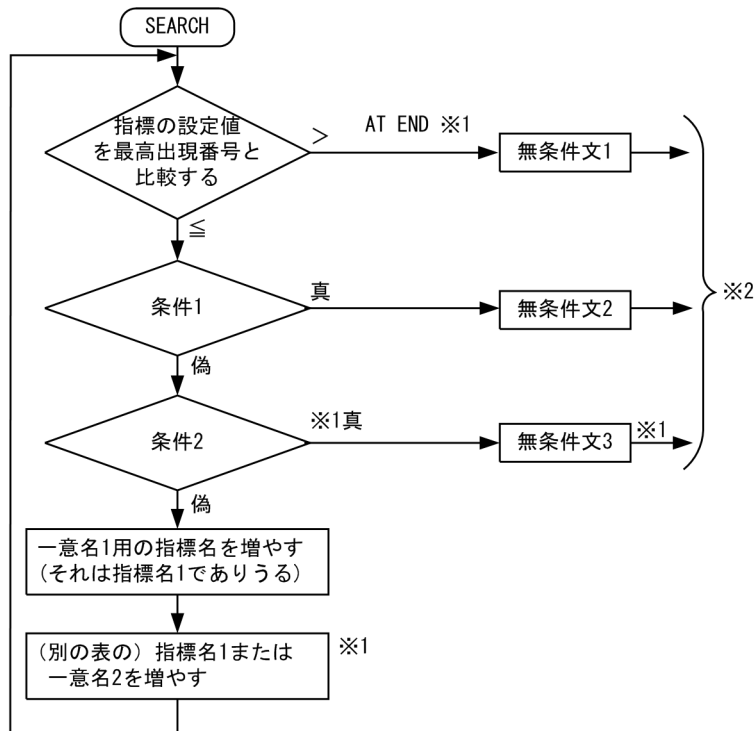 SEARCH
指標の設定値
を最高出現番号と
比較する
＞
AT END ※1
無条件文1
≦
条件1
真
無条件文2
※2
偽
条件2
※1真
無条件文3
※1
偽
一意名1用の指標名を増やす
(それは指標名1でありうる)
(別の表の) 指標名1または
一意名2を増やす
※1